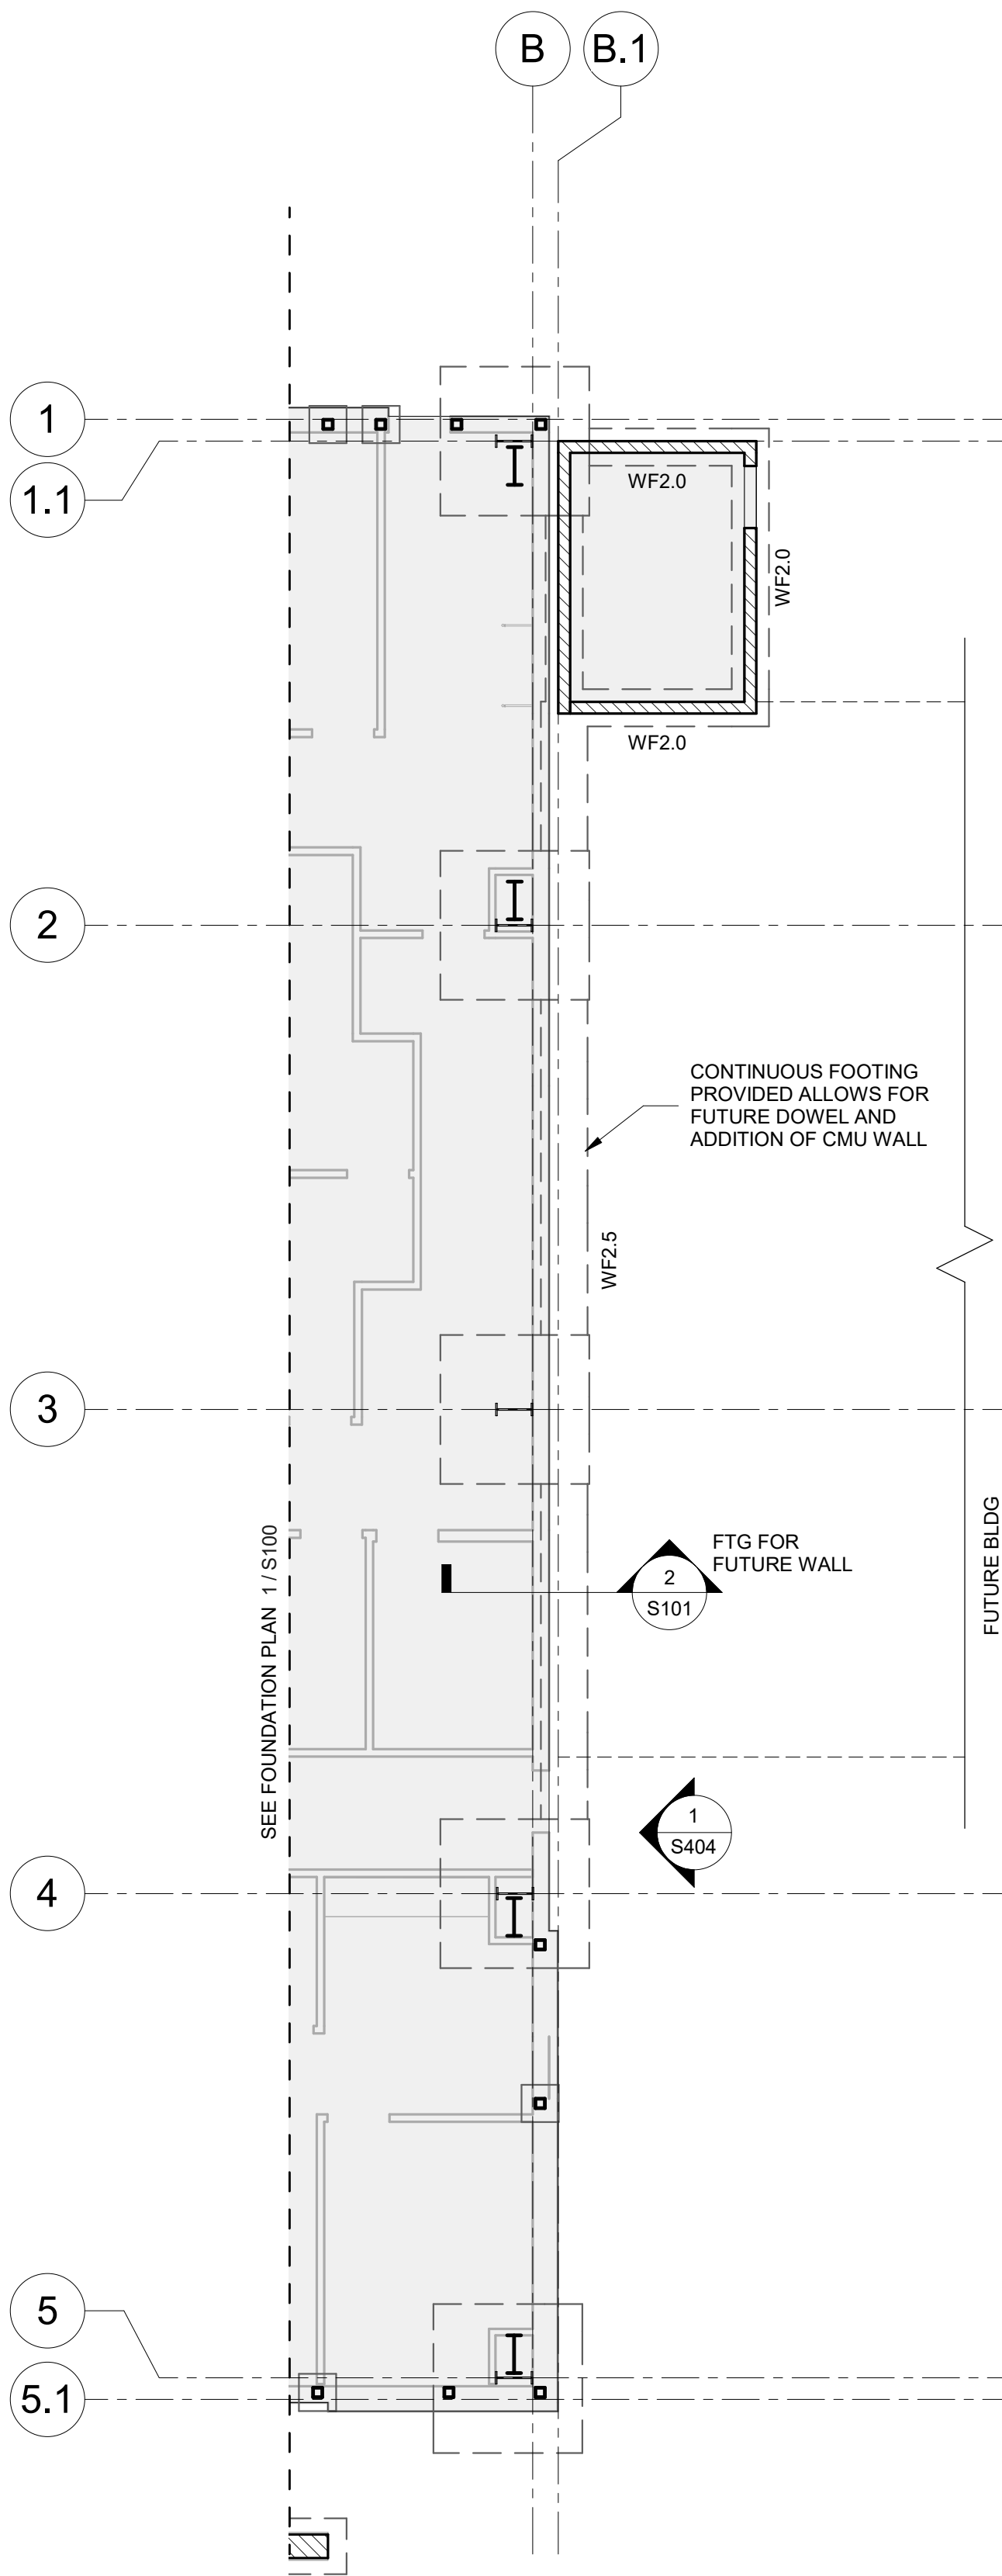 B
B.1
1
1.1
WF2.0
WF2.0
WF2.0
2
CONTINUOUS FOOTING
PROVIDED ALLOWS FOR
FUTURE DOWEL AND
ADDITION OF CMU WALL
WF2.5
3
SEE FOUNDATION PLAN 1 / S100
2
S101
FTG FOR
FUTURE WALL
FUTURE BLDG
1
S404
4
5
5.1